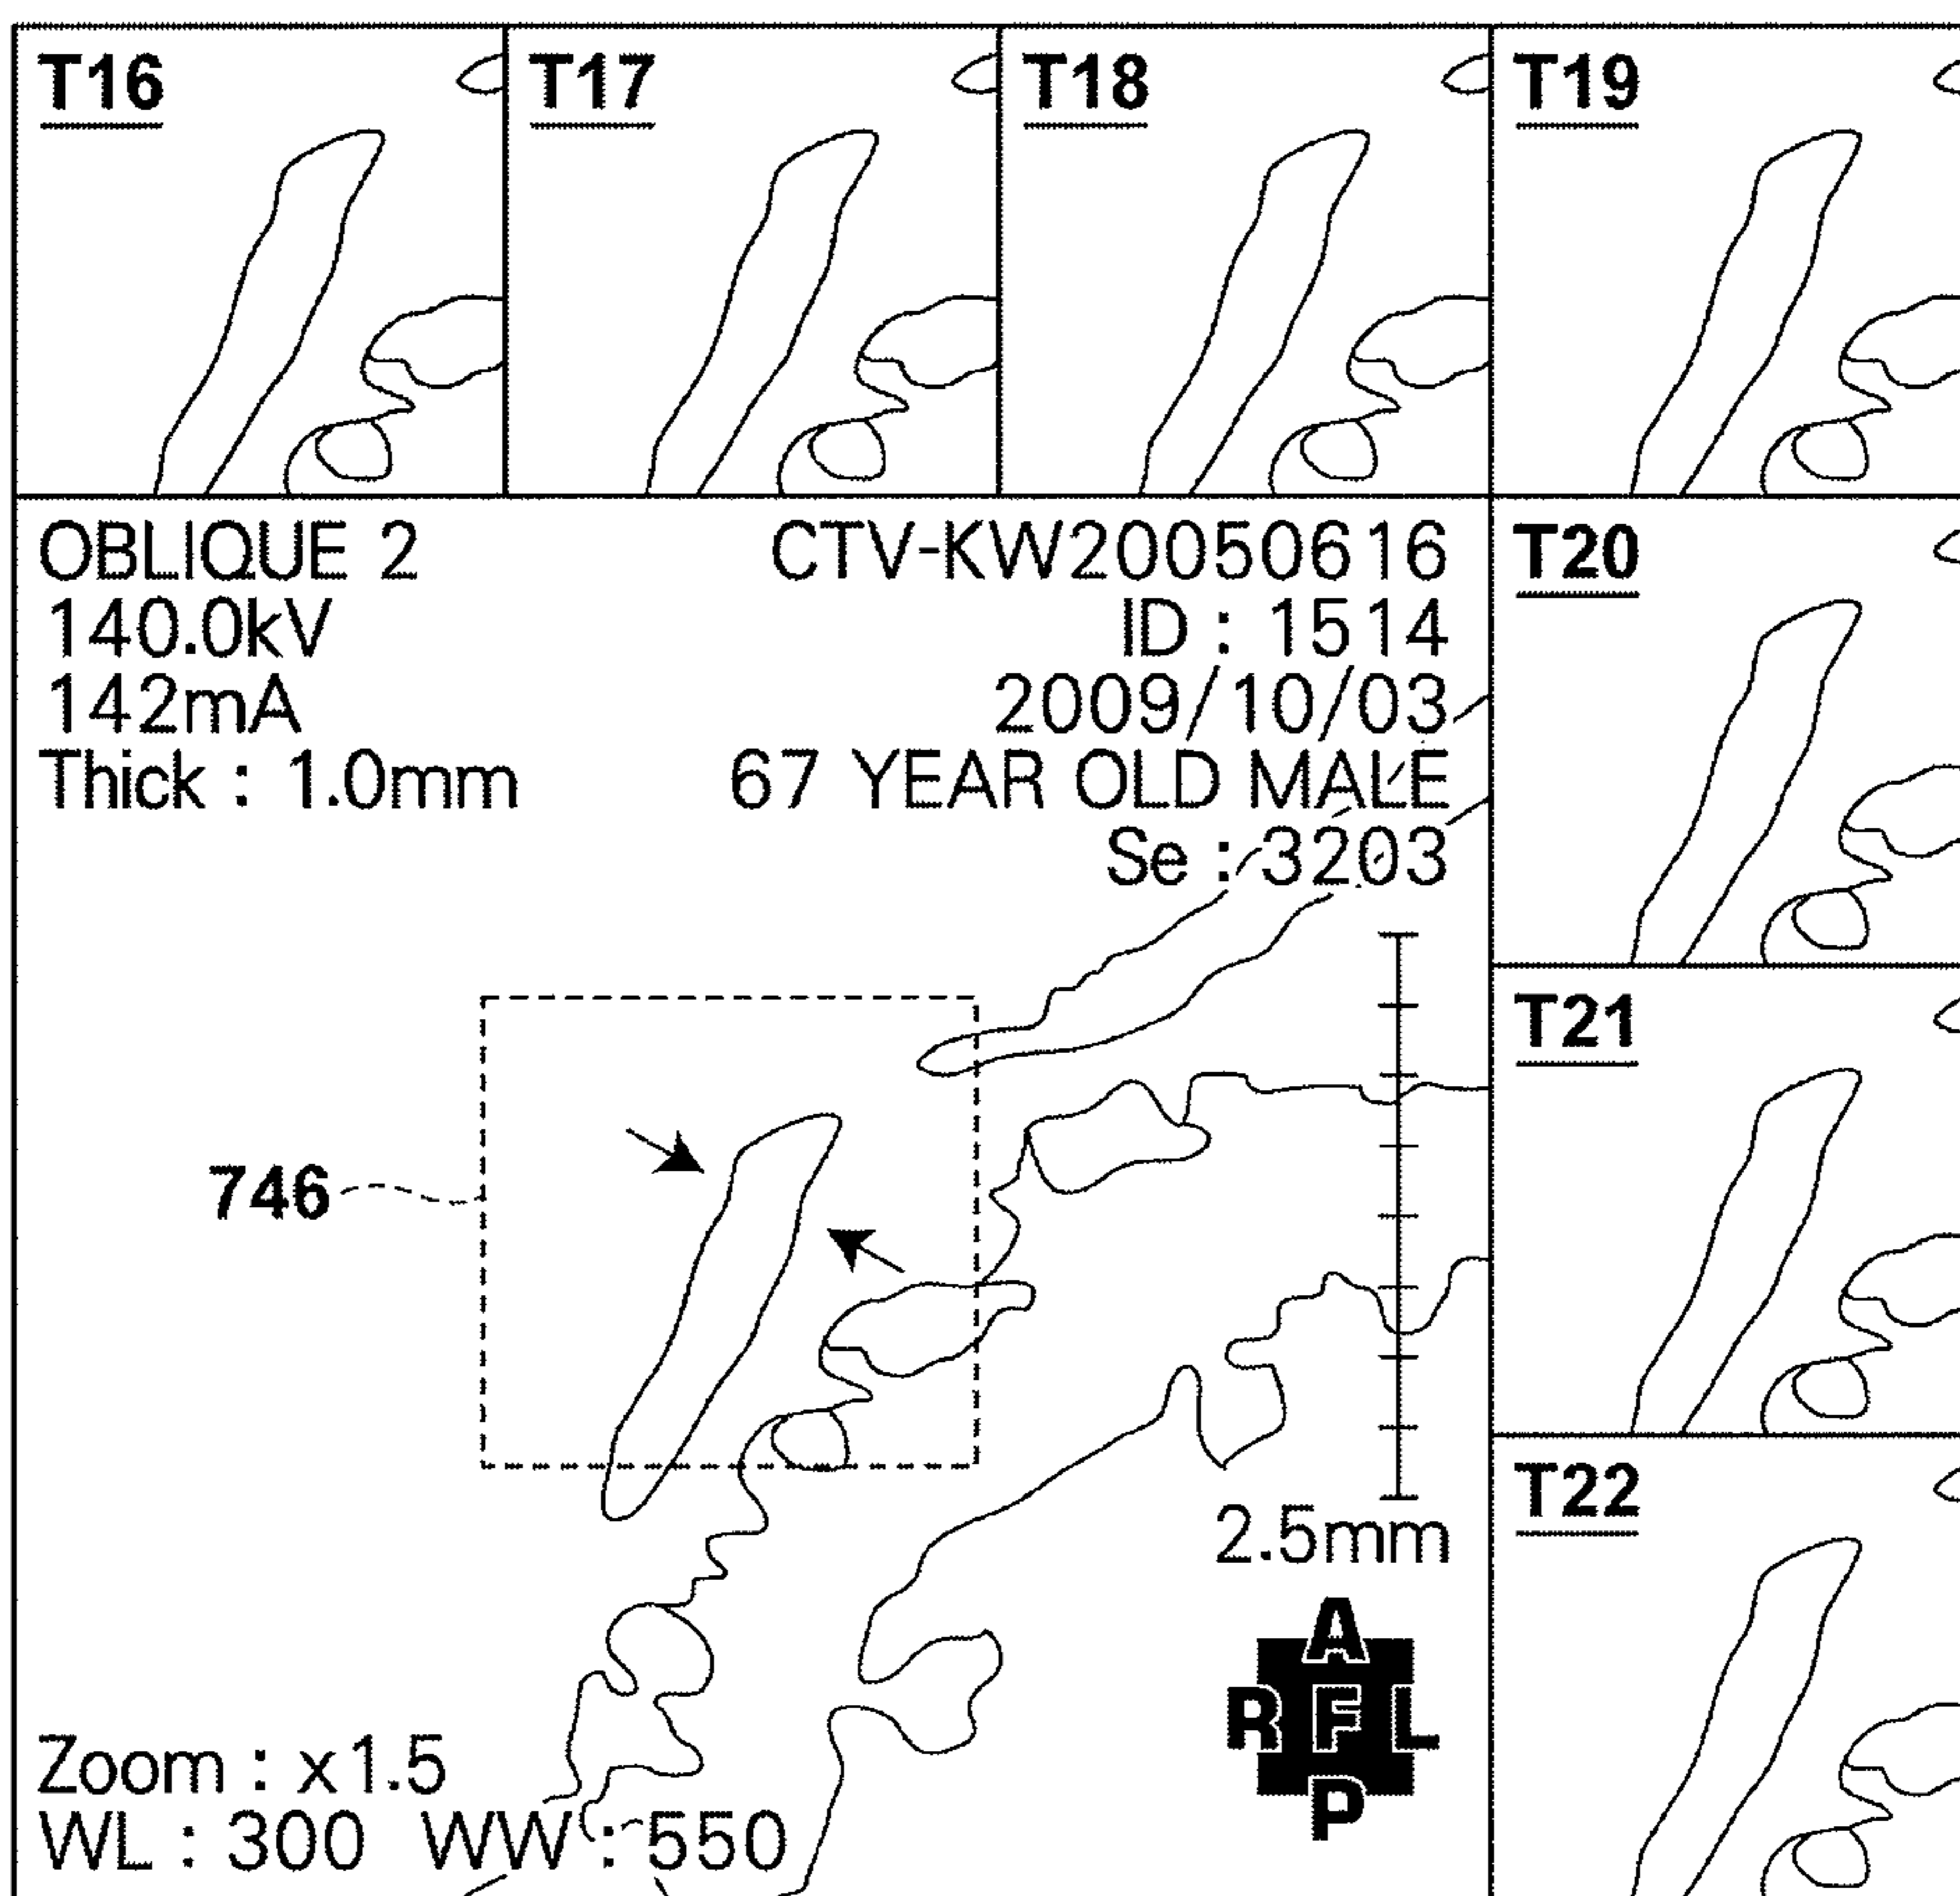 T16 T17 T18 T19
OBLIQUE 2 CTV-KW20050616 T20
140.0kV ID : 1514
142mA 2009/10/03
Thick : 1.0mm 67 YEAR OLD MALE
Se : 3203
T21
746
T22
2.5mm
A
R F L
P
Zoom : x1.5
WL : 300 WW : 550